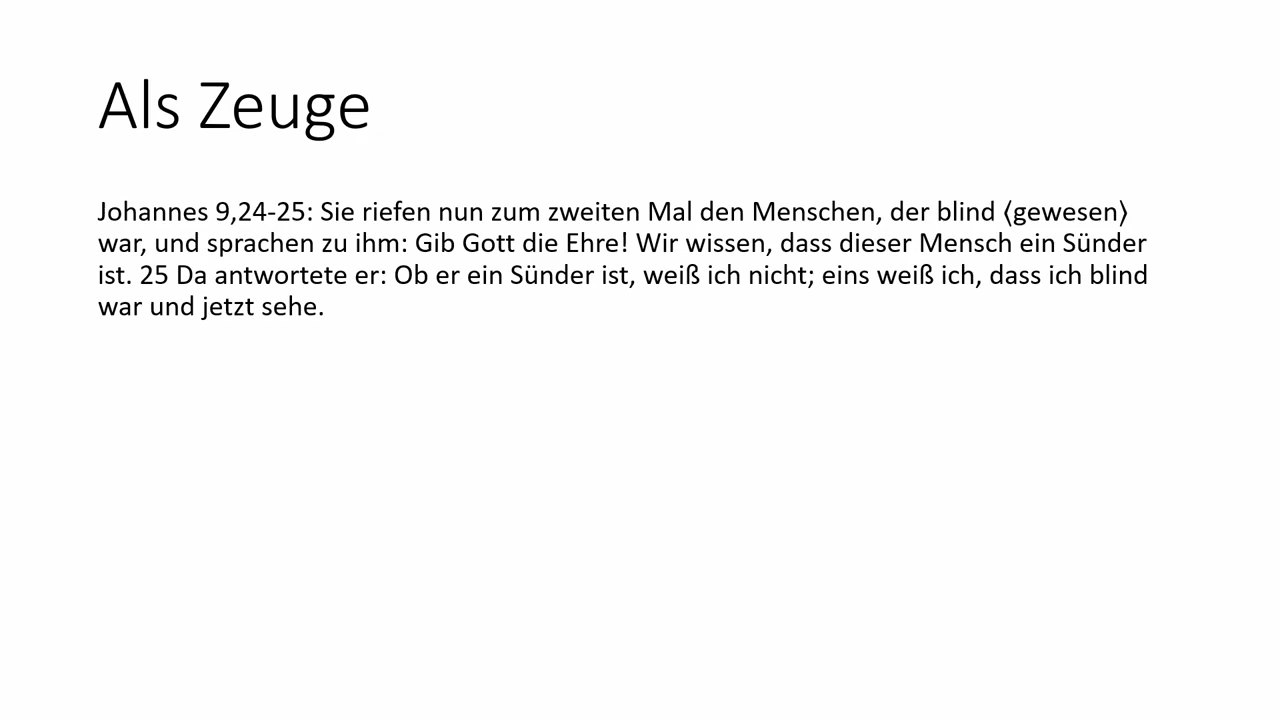 Als Zeuge
Johannes 9,24-25: Sie riefen nun zum zweiten Mal den Menschen, der blind ⟨gewesen⟩
war, und sprachen zu ihm: Gib Gott die Ehre! Wir wissen, dass dieser Mensch ein Sünder
ist. 25 Da antwortete er: Ob er ein Sünder ist, weiß ich nicht; eins weiß ich, dass ich blind
war und jetzt sehe.